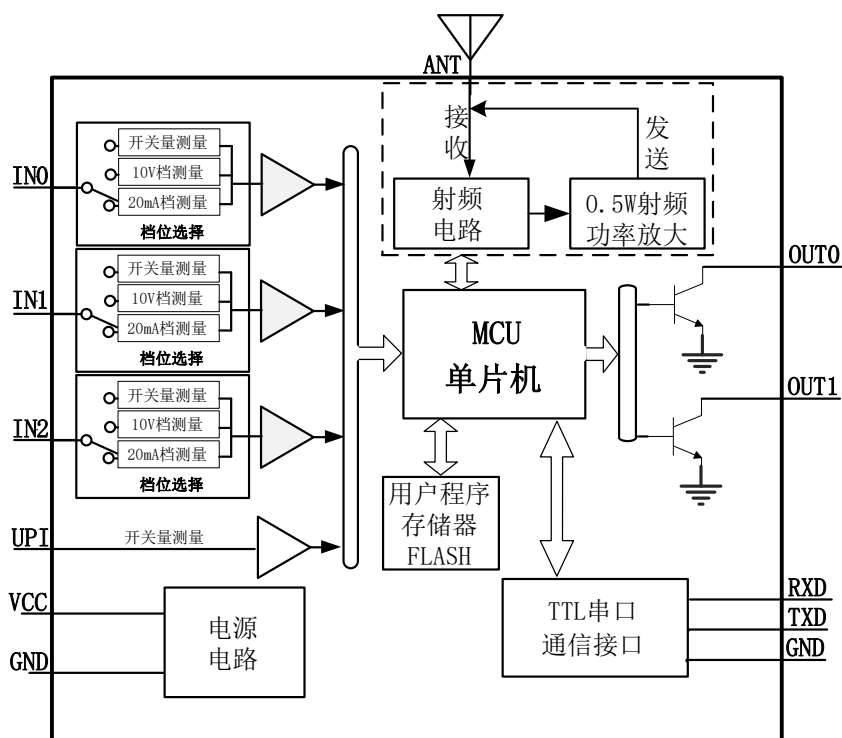 ANT
接收
发送
射频
电路
0.5W射频
功率放大
IN0
开关量测量
10V档测量
20mA档测量
档位选择
IN1
开关量测量
10V档测量
20mA档测量
档位选择
IN2
开关量测量
10V档测量
20mA档测量
档位选择
UPI
开关量测量
VCC
GND
电源
电路
MCU
单片机
用户程序
存储器
FLASH
TTL串口
通信接口
OUT0
OUT1
RXD
TXD
GND